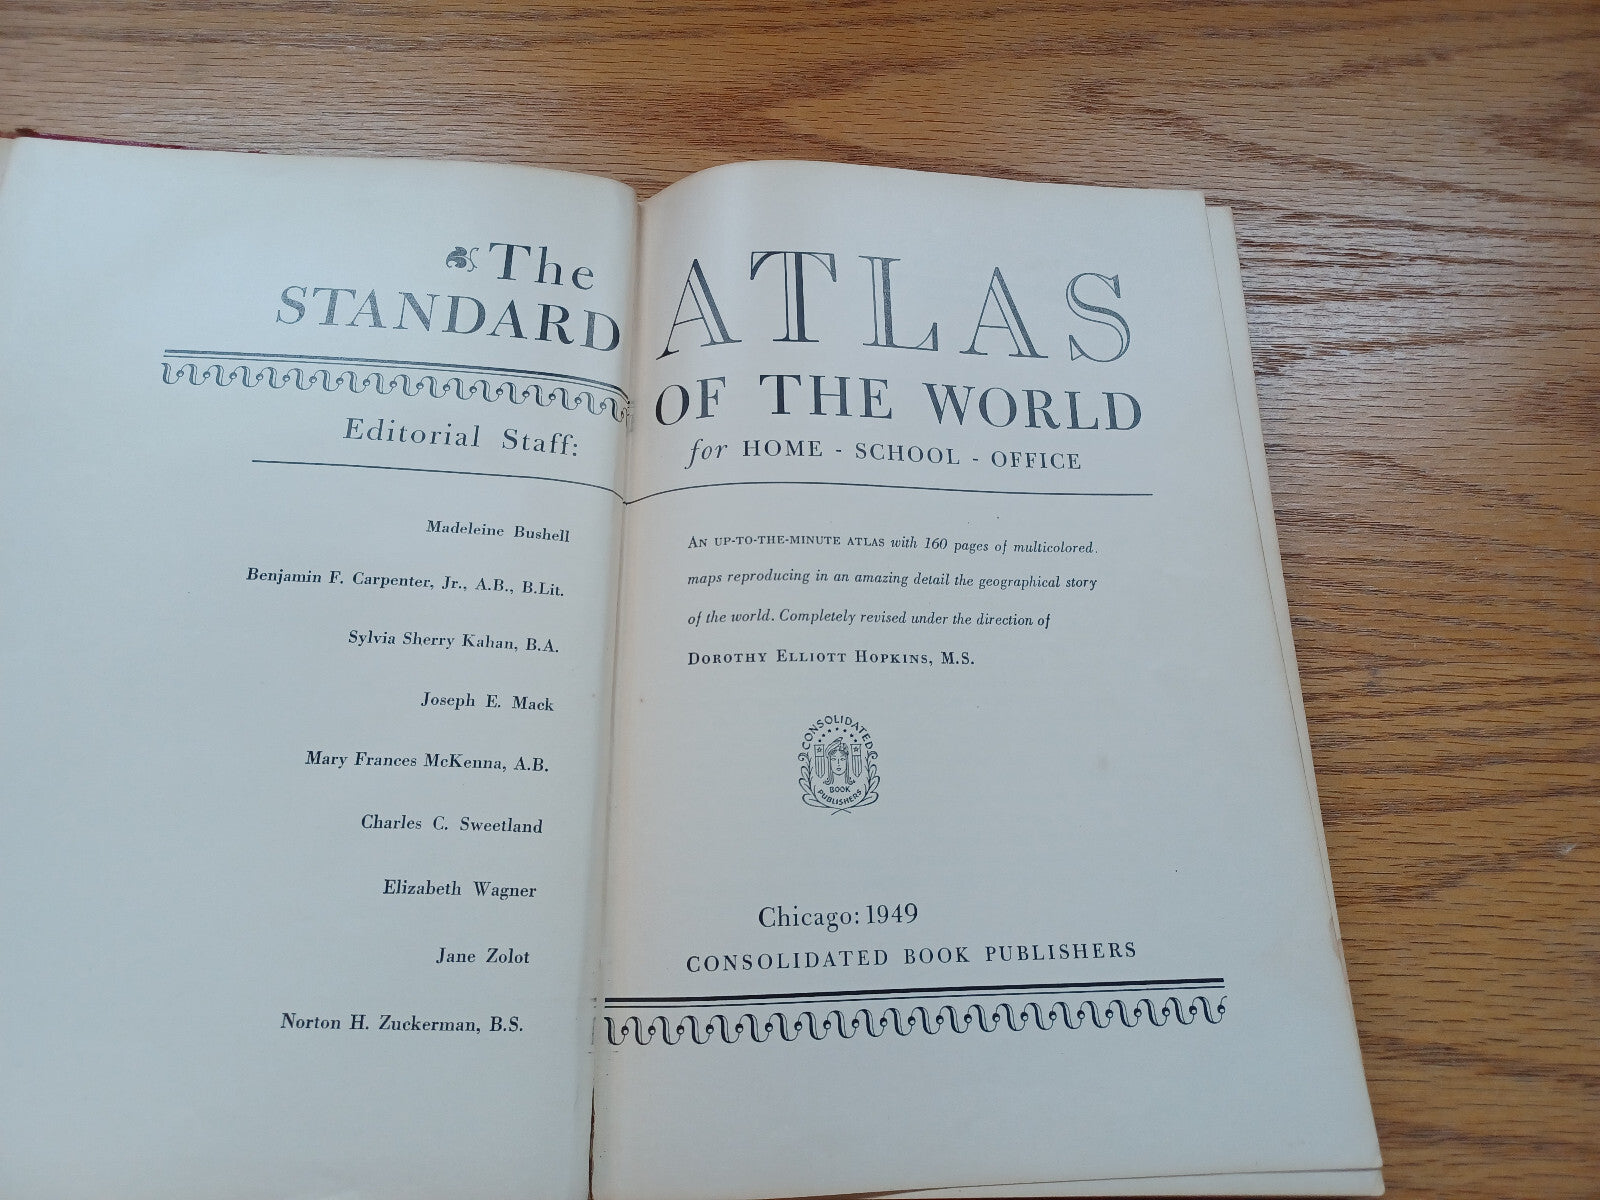 The
STANDARD
Editorial Staff:
Madeleine Bushell
Benjamin F. Carpenter, Jr., A.B., B.Lit.
Sylvia Sherry Kahan, B.A.
Joseph E. Mack
Mary Frances McKenna, A.B.
Charles C. Sweetland
Elizabeth Wagner
Jane Zolot
Norton H. Zuckerman, B.S.
ATLAS
OF THE WORLD
for HOME - SCHOOL - OFFICE
AN UP-TO-THE-MINUTE ATLAS with 160 pages of multicolored
maps reproducing in an amazing detail the geographical story
of the world. Completely revised under the direction of
DOROTHY ELLIOTT HOPKINS, M.S.
CONSOLIDATED
BOOK
PUBLISHERS
Chicago: 1949
CONSOLIDATED BOOK PUBLISHERS